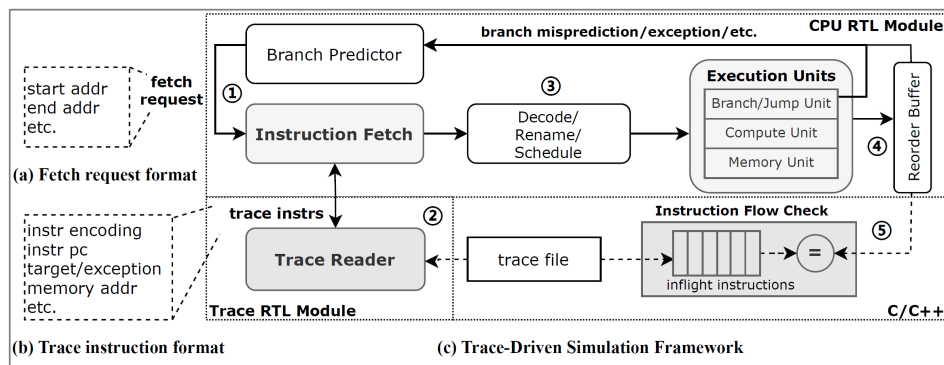 branch misprediction/exception/etc.
CPU RTL Module
Branch Predictor
start addr
end addr
etc.
fetch
request
①
Instruction Fetch
③
Decode/
Rename/
Schedule
Execution Units
Branch/Jump Unit
Compute Unit
Memory Unit
④
Reorder Buffer
(a) Fetch request format
instr encoding
instr pc
target/exception
memory addr
etc.
trace instrs
②
Trace Reader
Trace RTL Module
trace file
Instruction Flow Check
inflight instructions
=
⑤
C/C++
(b) Trace instruction format
(c) Trace-Driven Simulation Framework